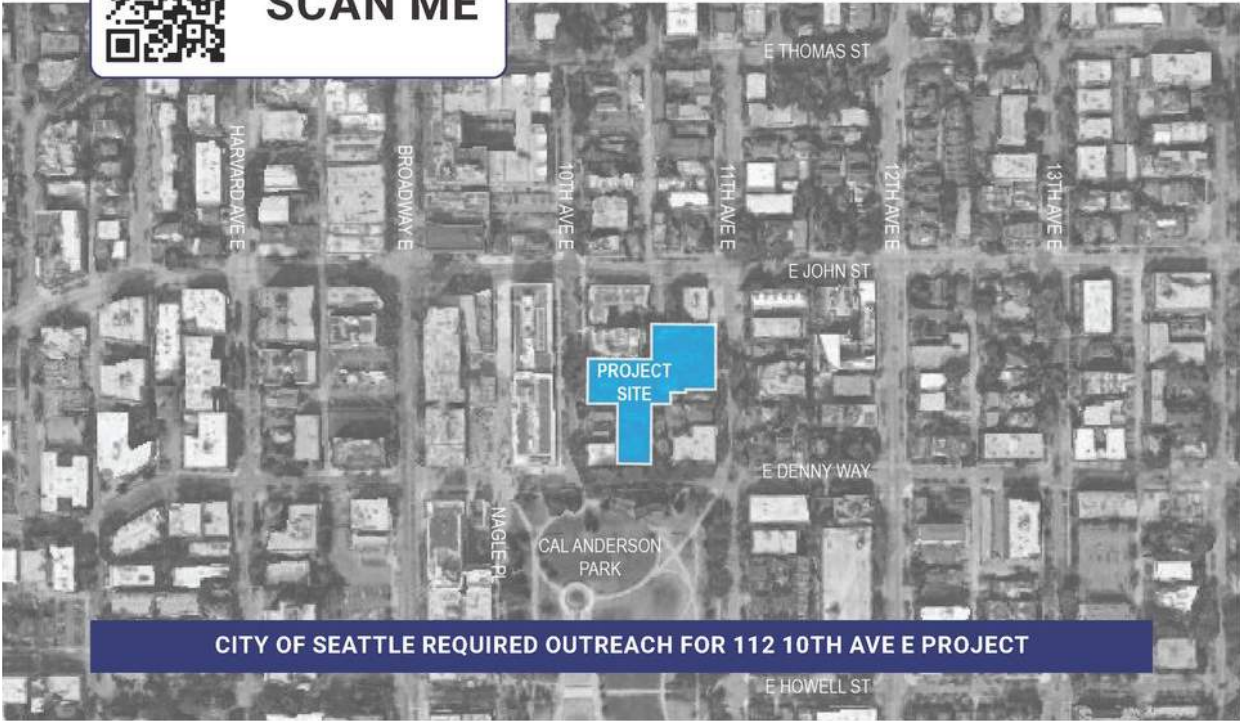 SCAN ME
E THOMAS ST
HARVARD AVE E
BROADWAY E
10TH AVE E
11TH AVE E
12TH AVE E
13TH AVE E
E JOHN ST
PROJECT
SITE
E DENNY WAY
NAGLE PL
CAL ANDERSON
PARK
CITY OF SEATTLE REQUIRED OUTREACH FOR 112 10TH AVE E PROJECT
E HOWELL ST